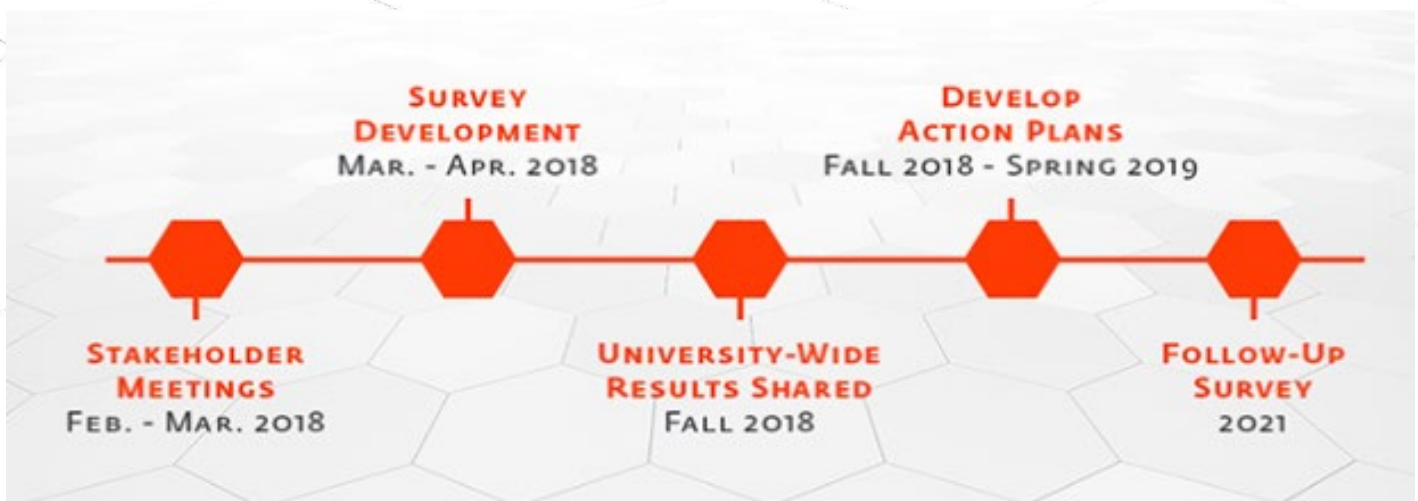 Stakeholder
Meetings
Feb. - Mar. 2018
Survey
Development
Mar. - Apr. 2018
University-Wide
Results Shared
Fall 2018
Develop
Action Plans
Fall 2018 - Spring 2019
Follow-Up
Survey
2021